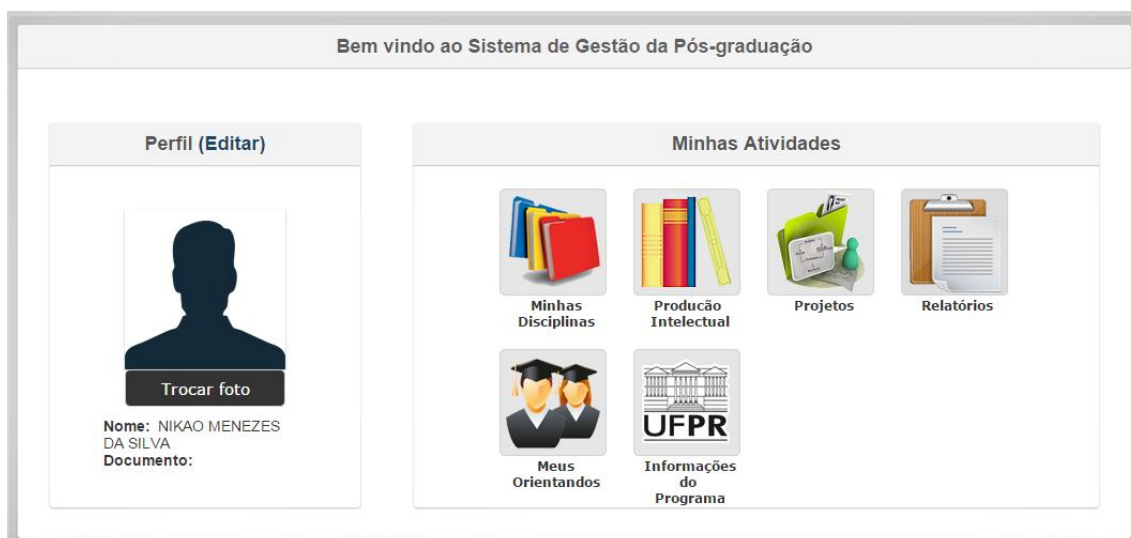 Bem vindo ao Sistema de Gestão da Pós-graduação
Perfil (Editar)
Trocar foto
Nome: NIKAO MENEZES
DA SILVA
Documento:
Minhas Atividades
Minhas
Disciplinas
Producão
Intelectual
Projetos
Relatórios
Meus
Orientandos
UFPR
Informações
do
Programa